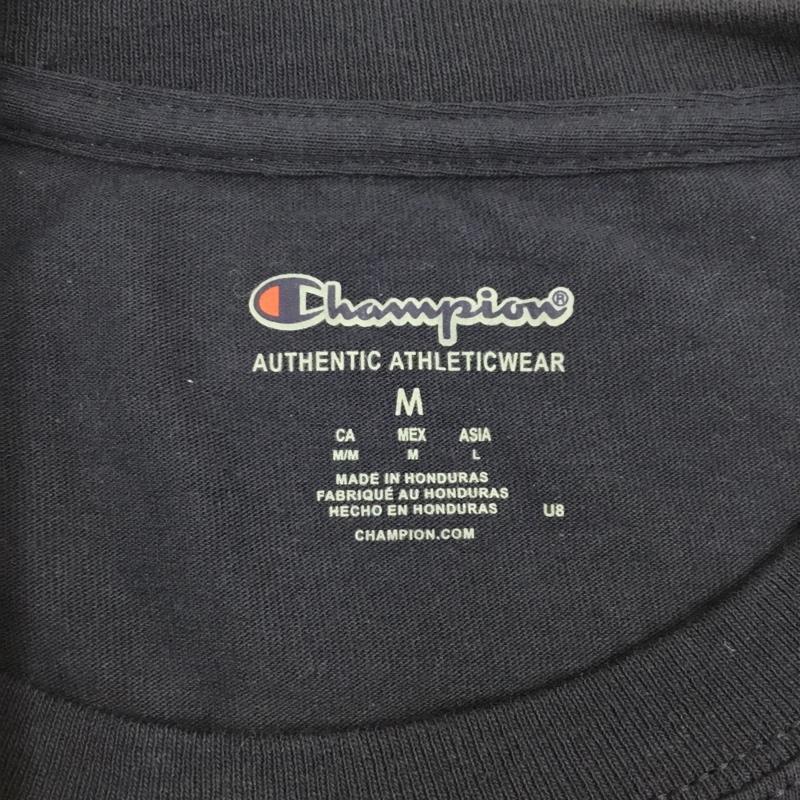 Champion®
AUTHENTIC ATHLETICWEAR
M
CA MEX ASIA
M/M M L
MADE IN HONDURAS
FABRIQUÉ AU HONDURAS
HECHO EN HONDURAS U8
CHAMPION.COM